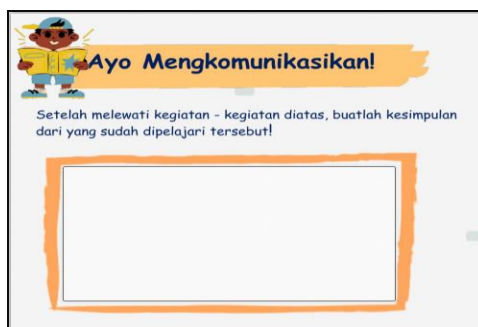 Ayo Mengkomunikasikan!
Setelah melewati kegiatan - kegiatan diatas, buatlah kesimpulan
dari yang sudah dipelajari tersebut!